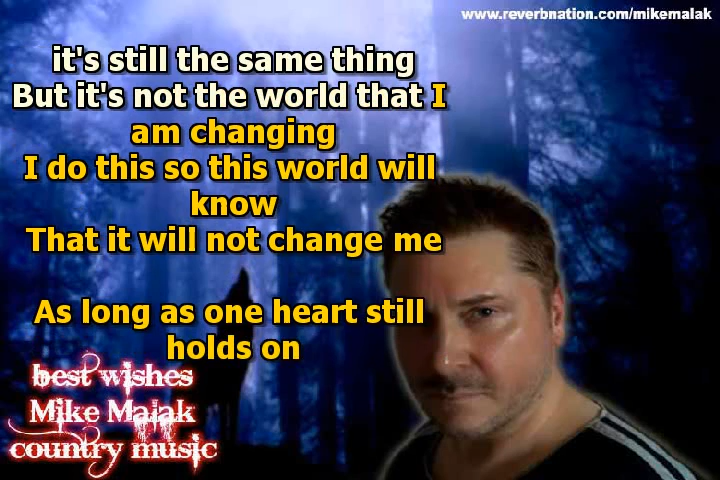 www.reverbnation.com/mikemalak
it's still the same thing
But it's not the world that I
am changing
I do this so this world will
know
That it will not change me
As long as one heart still
holds on
best wishes
Mike Malak
country music